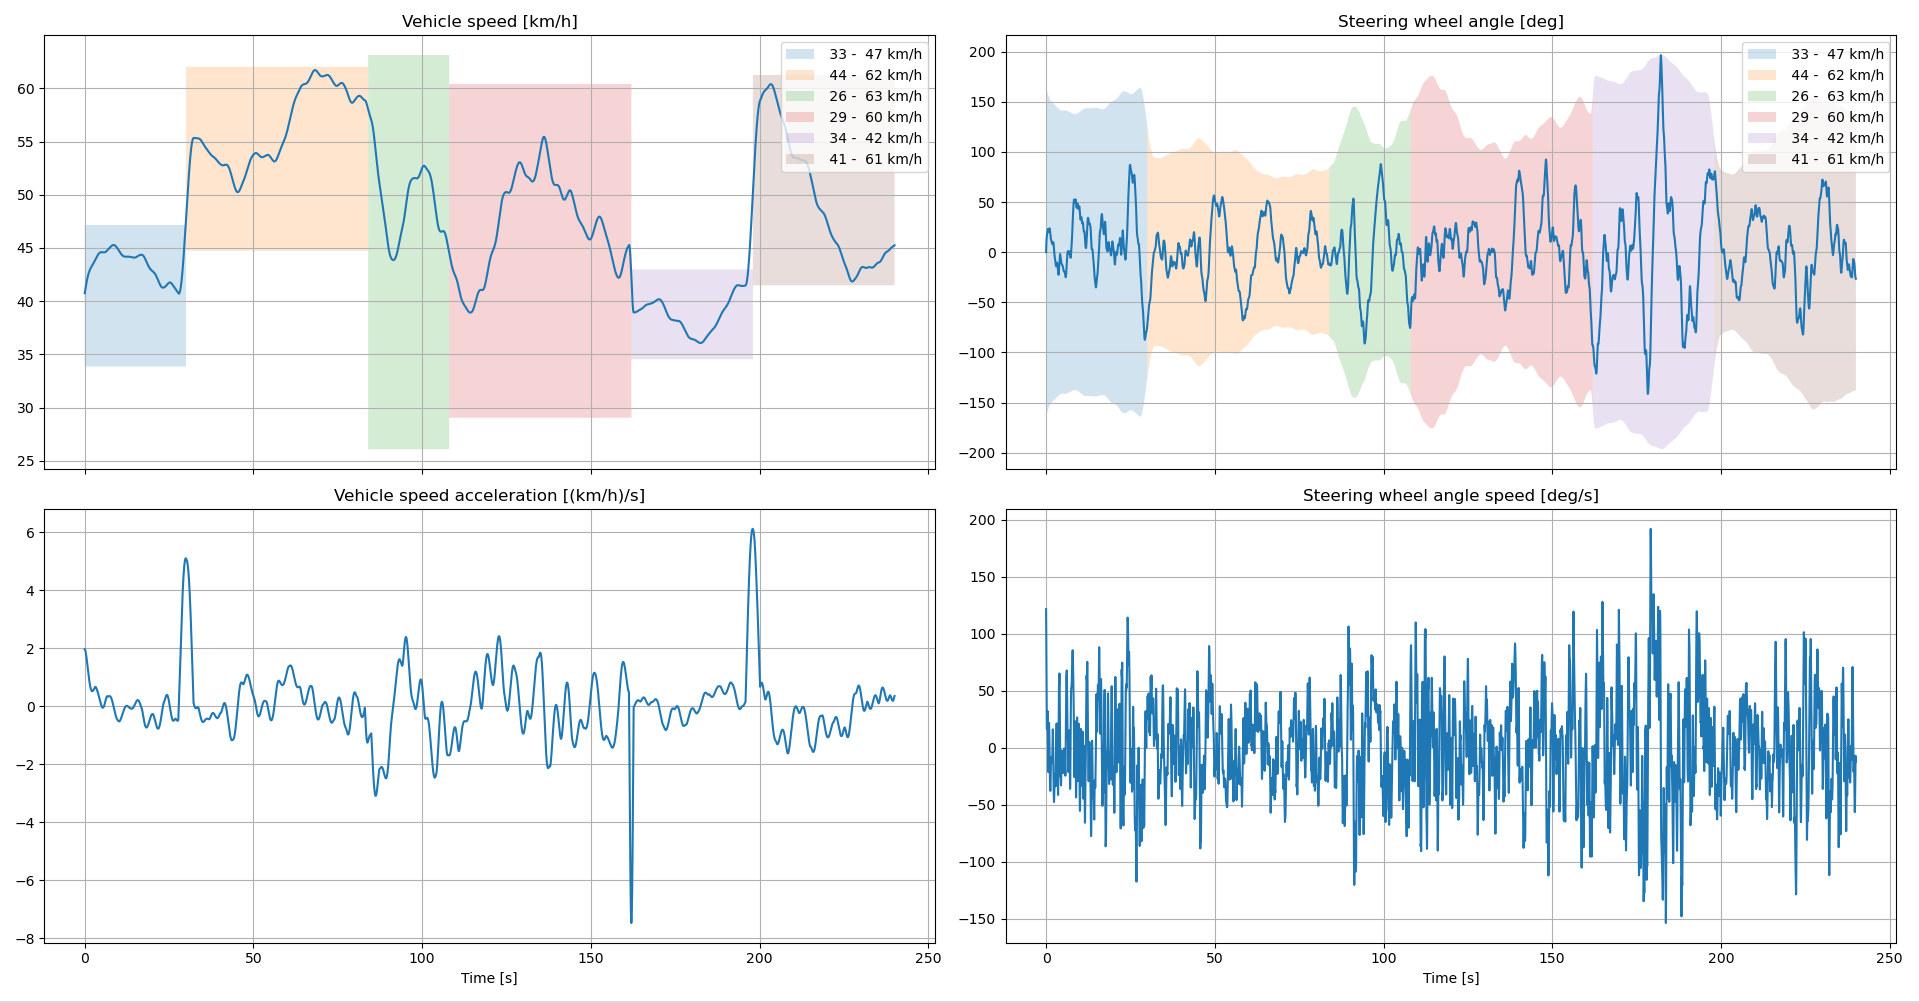 Vehicle speed [km/h]
60
55
50
45
40
35
30
25
33 - 47 km/h
44 - 62 km/h
26 - 63 km/h
29 - 60 km/h
34 - 42 km/h
41 - 61 km/h
Steering wheel angle [deg]
200
150
100
50
0
−50
−100
−150
−200
33 - 47 km/h
44 - 62 km/h
26 - 63 km/h
29 - 60 km/h
34 - 42 km/h
41 - 61 km/h
Vehicle speed acceleration [(km/h)/s]
6
4
2
0
−2
−4
−6
−8
0 50 100 150 200 250
Time [s]
Steering wheel angle speed [deg/s]
200
150
100
50
0
−50
−100
−150
0 50 100 150 200 250
Time [s]